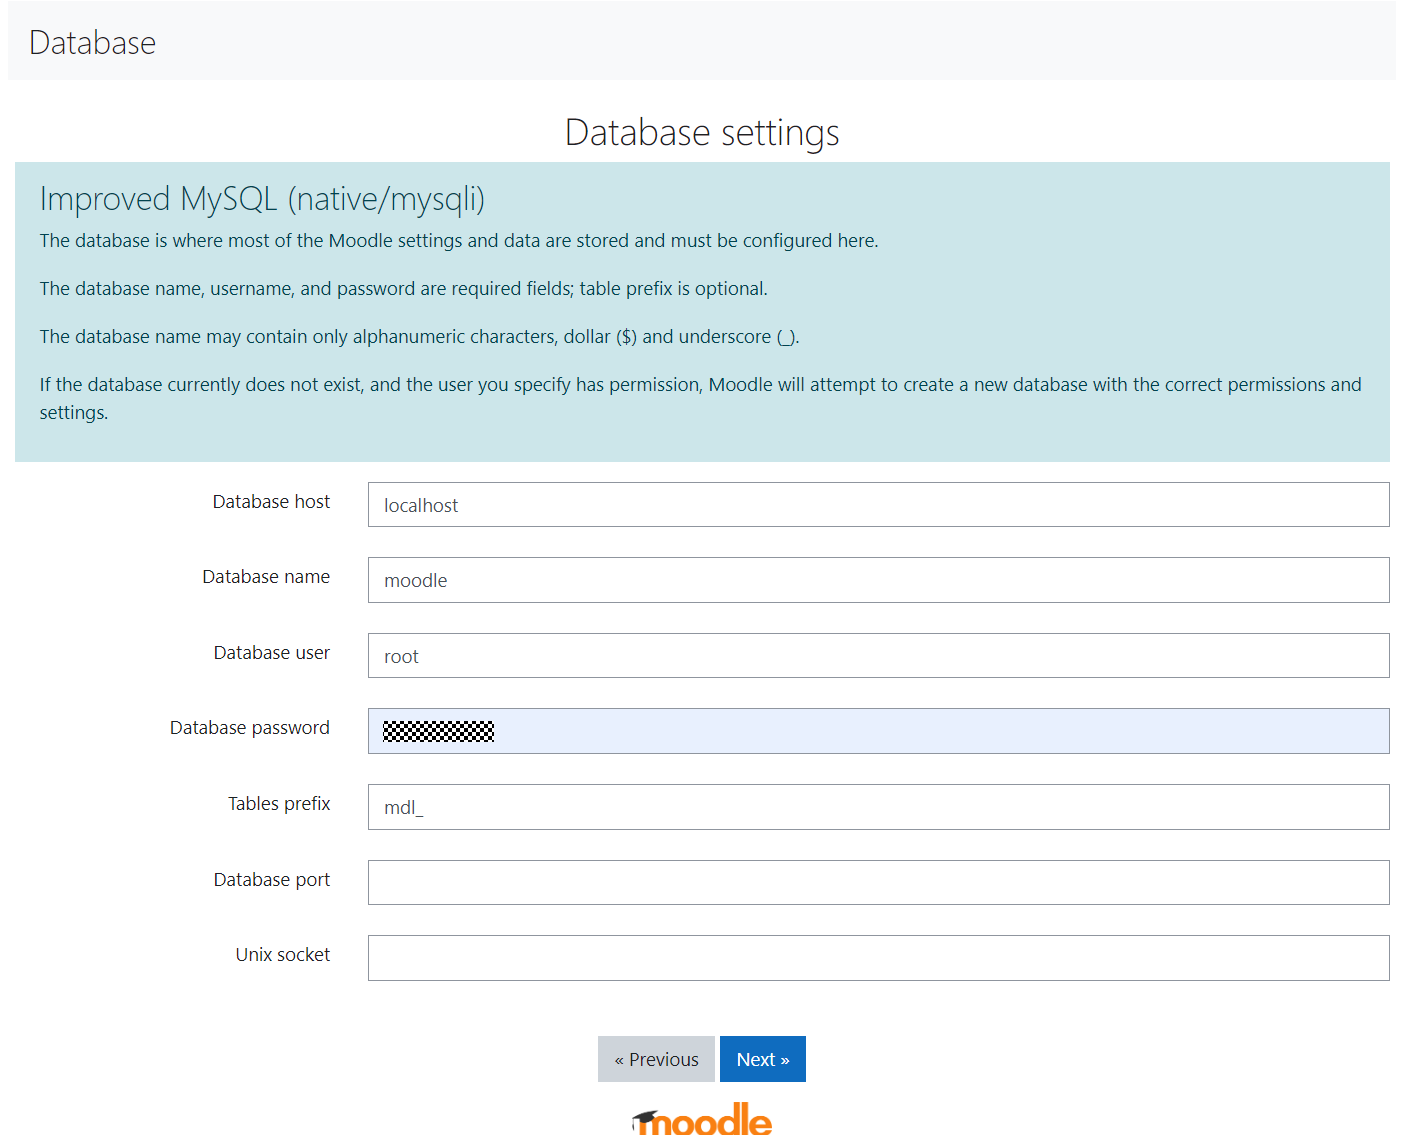 Database
Database settings
Improved MySQL (native/mysqli)
The database is where most of the Moodle settings and data are stored and must be configured here.
The database name, username, and password are required fields; table prefix is optional.
The database name may contain only alphanumeric characters, dollar ($) and underscore (_).
If the database currently does not exist, and the user you specify has permission, Moodle will attempt to create a new database with the correct permissions and
settings.
Database host localhost
Database name moodle
Database user root
Database password
Tables prefix mdl_
Database port
Unix socket
« Previous Next »
moodle